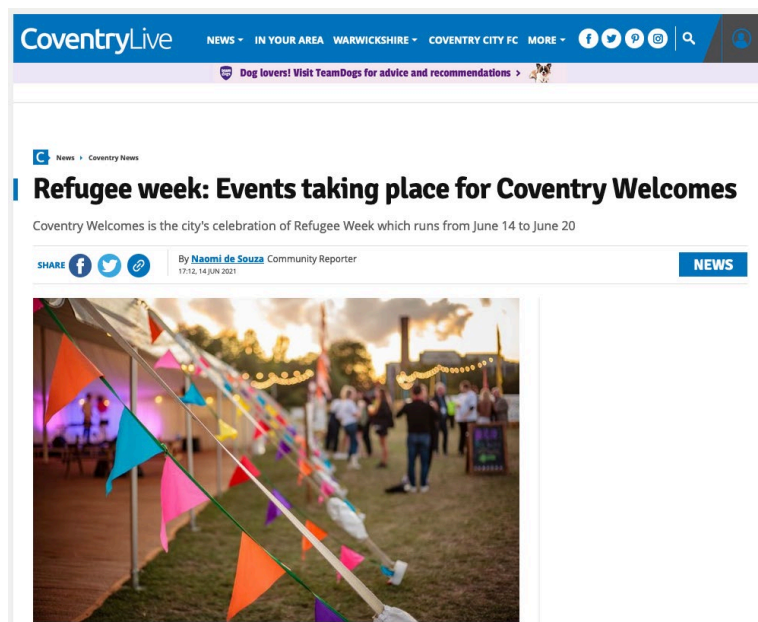 CoventryLive
NEWS IN YOUR AREA WARWICKSHIRE COVENTRY CITY FC MORE
Dog lovers! Visit TeamDogs for advice and recommendations >
C News Coventry News
Refugee week: Events taking place for Coventry Welcomes
Coventry Welcomes is the city's celebration of Refugee Week which runs from June 14 to June 20
SHARE
By Naomi de Souza Community Reporter
17:12, 14 JUN 2021
NEWS